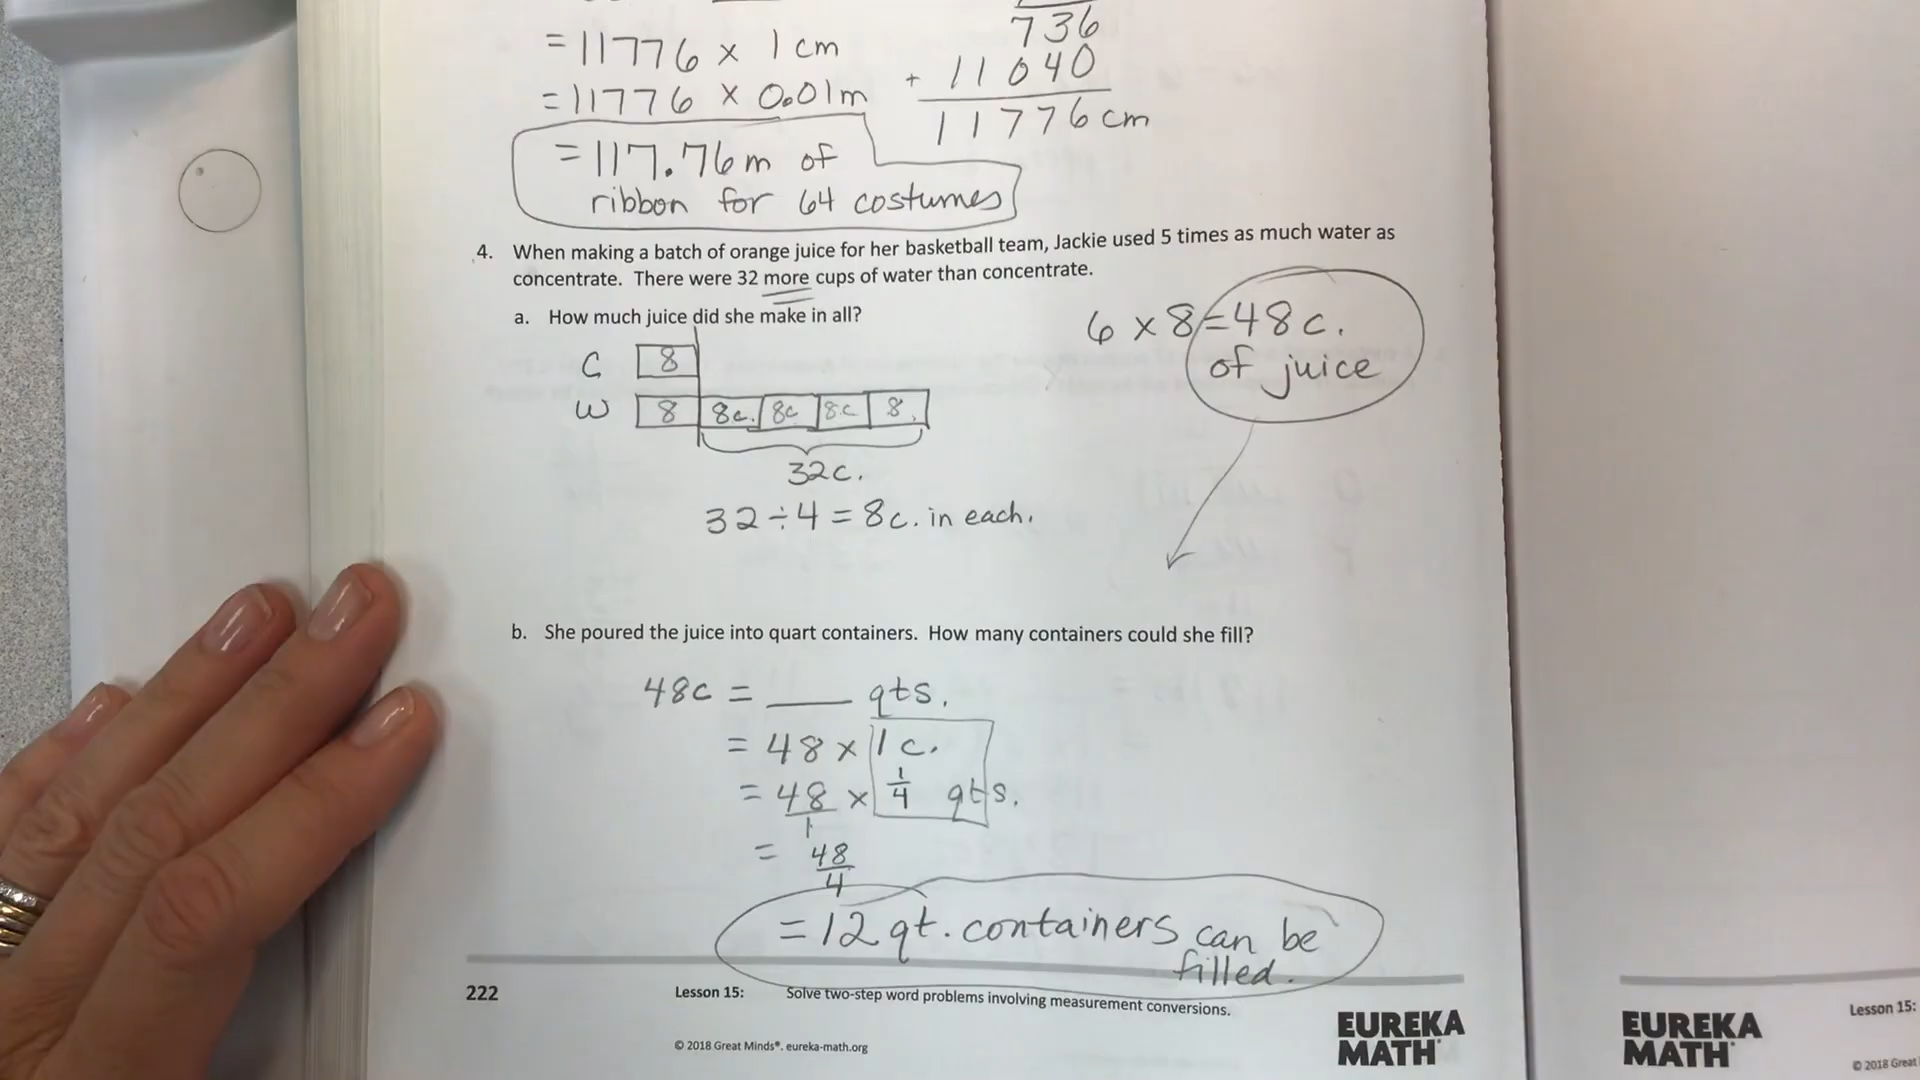 = 11776 x 1 cm
= 11776 x 0.01m
= 117.76m of
ribbon for 64 costumes
736
+ 11040
11776 cm
4. When making a batch of orange juice for her basketball team, Jackie used 5 times as much water as
concentrate. There were 32 more cups of water than concentrate.
a. How much juice did she make in all?
6 x 8 = 48 c.
of juice
C 8
W 8 8c. 8c 8c 8
32c.
32 ÷ 4 = 8c. in each.
b. She poured the juice into quart containers. How many containers could she fill?
48c = ___ qts.
= 48 x 1 c.
= 48/1 x 1/4 qts.
= 48/4
= 12 qt. containers can be
filled.
222 Lesson 15: Solve two-step word problems involving measurement conversions.
© 2018 Great Minds®. eureka-math.org
EUREKA
MATH
Lesson 15:
EUREKA
MATH
© 2018 Great